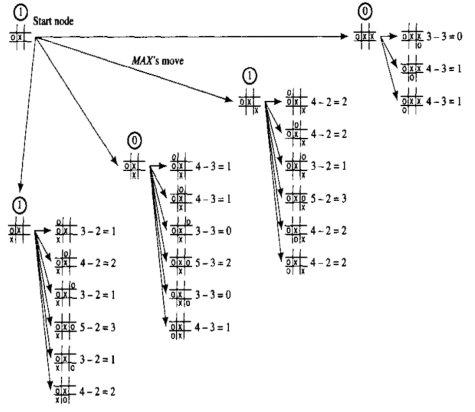 1
Start node
0
MAX's move
3 – 3 = 0
4 – 3 = 1
4 – 3 = 1
1
4 – 2 = 2
4 – 2 = 2
3 – 2 = 1
5 – 2 = 3
4 – 2 = 2
4 – 2 = 2
0
4 – 3 = 1
4 – 3 = 1
3 – 3 = 0
5 – 3 = 2
3 – 3 = 0
4 – 3 = 1
1
3 – 2 = 1
4 – 2 = 2
3 – 2 = 1
5 – 2 = 3
3 – 2 = 1
4 – 2 = 2